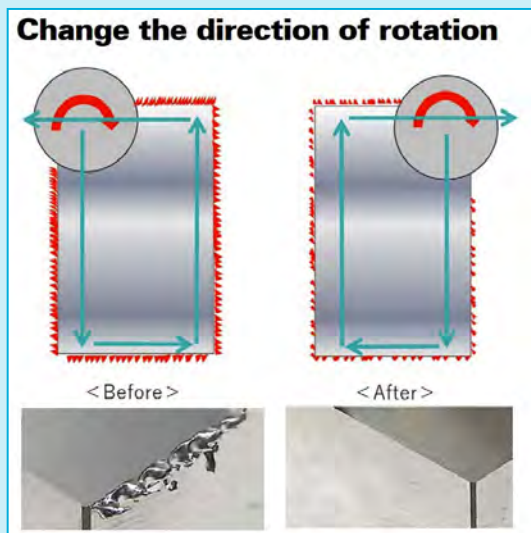 Change the direction of rotation
<Before>
<After>